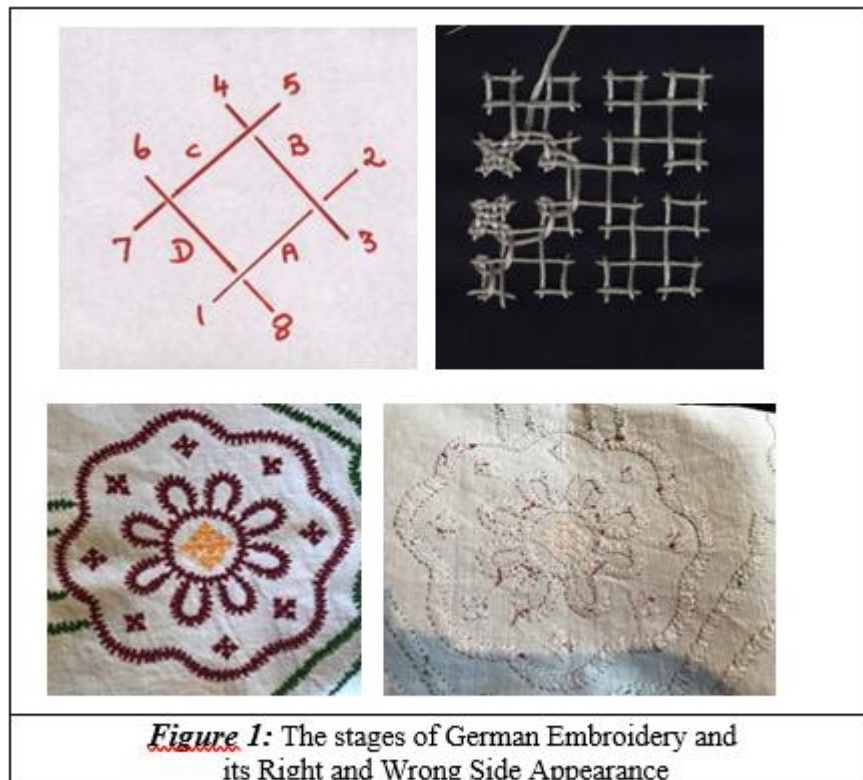 4 5
6 C B 2
7 D A 3
1 8
Figure 1: The stages of German Embroidery and
its Right and Wrong Side Appearance